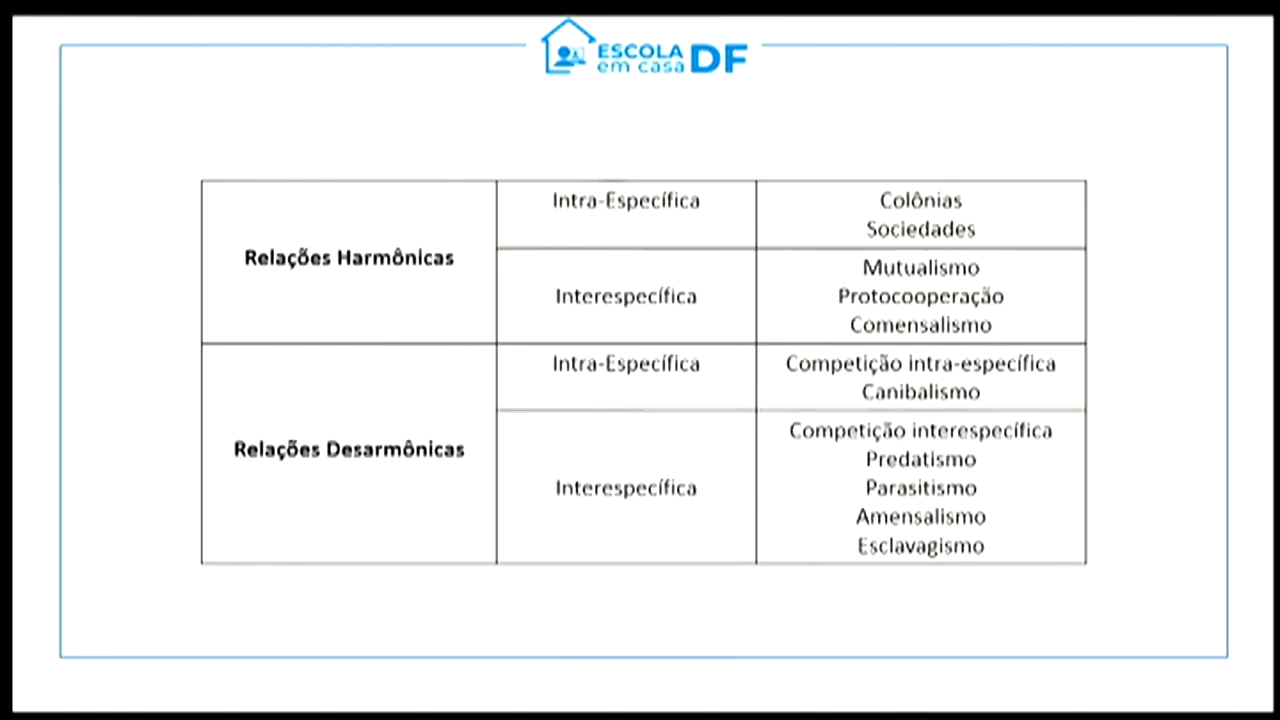 ESCOLA
em casa DF
Intra-Específica
Colônias
Sociedades
Relações Harmônicas
Interespecífica
Mutualismo
Protocooperação
Comensalismo
Intra-Específica
Competição intra-específica
Canibalismo
Relações Desarmônicas
Interespecífica
Competição interespecífica
Predatismo
Parasitismo
Amensalismo
Esclavagismo